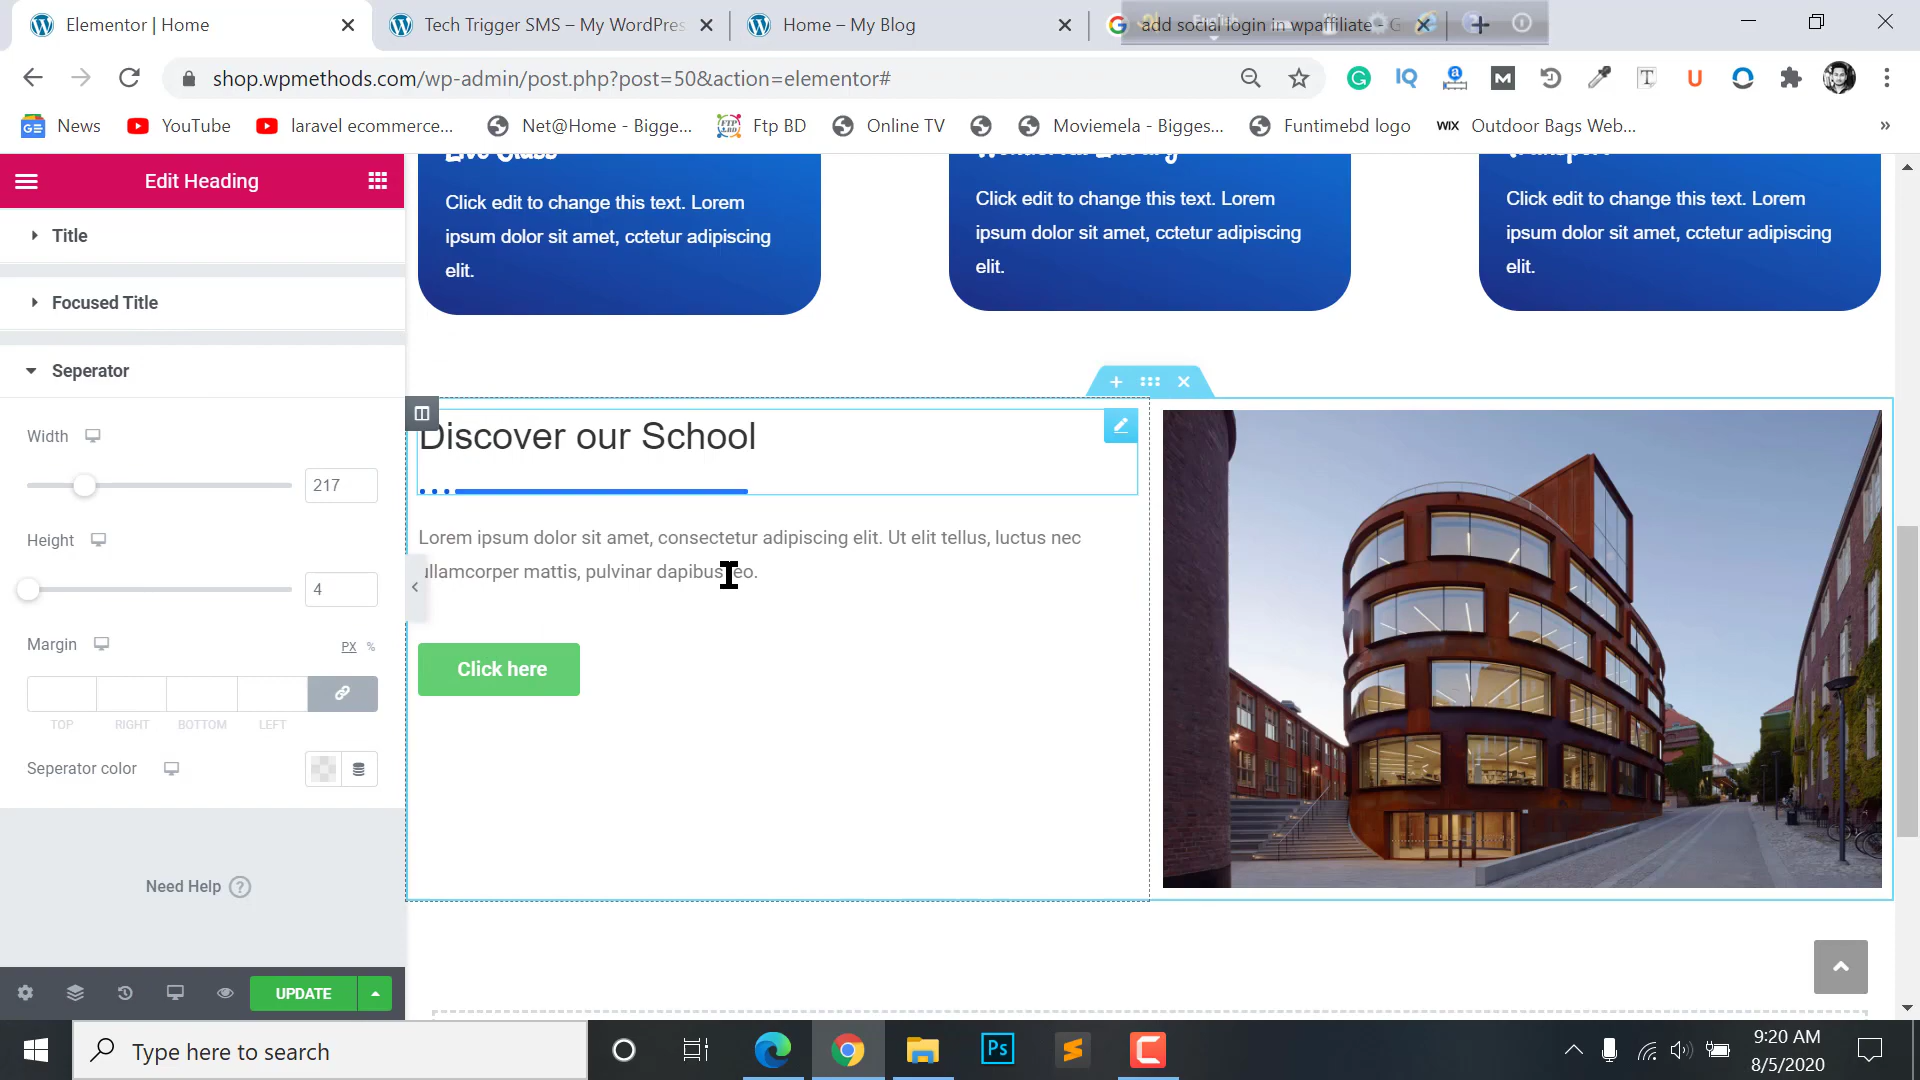 Elementor | Home
Tech Trigger SMS – My WordPres
Home – My Blog
add social login in wpaffiliate - G
shop.wpmethods.com/wp-admin/post.php?post=50&action=elementor#
News
YouTube
laravel ecommerce...
Net@Home - Bigge...
Ftp BD
Online TV
Moviemela - Bigges...
Funtimebd logo
WIX
Outdoor Bags Web...
»
Edit Heading
Title
Focused Title
Seperator
Width
217
Height
4
Margin
PX
%
TOP
RIGHT
BOTTOM
LEFT
Seperator color
Need Help
UPDATE
Live Class
Click edit to change this text. Lorem
ipsum dolor sit amet, cctetur adipiscing
elit.
Click edit to change this text. Lorem
ipsum dolor sit amet, cctetur adipiscing
elit.
Click edit to change this text. Lorem
ipsum dolor sit amet, cctetur adipiscing
elit.
Discover our School
Lorem ipsum dolor sit amet, consectetur adipiscing elit. Ut elit tellus, luctus nec
ullamcorper mattis, pulvinar dapibus leo.
Click here
Type here to search
9:20 AM
8/5/2020